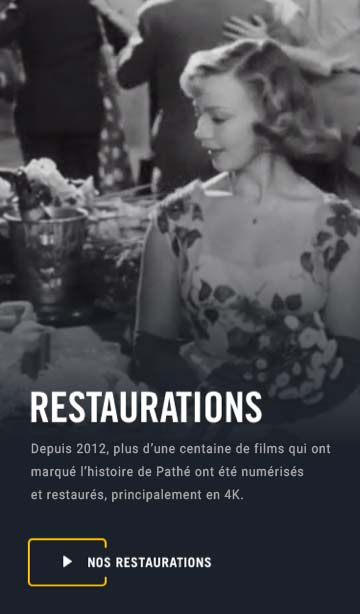 RESTAURATIONS
Depuis 2012, plus d’une centaine de films qui ont
marqué l’histoire de Pathé ont été numérisés
et restaurés, principalement en 4K.
NOS RESTAURATIONS